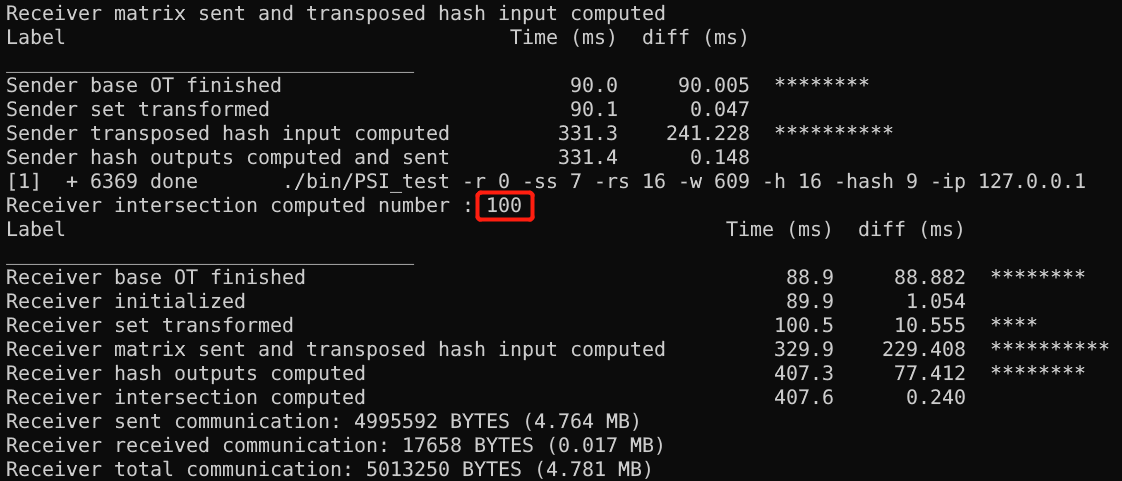 Receiver matrix sent and transposed hash input computed
Label Time (ms) diff (ms)
__________________________________
Sender base OT finished 90.0 90.005 ********
Sender set transformed 90.1 0.047
Sender transposed hash input computed 331.3 241.228 **********
Sender hash outputs computed and sent 331.4 0.148
[1] + 6369 done ./bin/PSI_test -r 0 -ss 7 -rs 16 -w 609 -h 16 -hash 9 -ip 127.0.0.1
Receiver intersection computed number : 100
Label Time (ms) diff (ms)
__________________________________
Receiver base OT finished 88.9 88.882 ********
Receiver initialized 89.9 1.054
Receiver set transformed 100.5 10.555 ****
Receiver matrix sent and transposed hash input computed 329.9 229.408 **********
Receiver hash outputs computed 407.3 77.412 ********
Receiver intersection computed 407.6 0.240
Receiver sent communication: 4995592 BYTES (4.764 MB)
Receiver received communication: 17658 BYTES (0.017 MB)
Receiver total communication: 5013250 BYTES (4.781 MB)